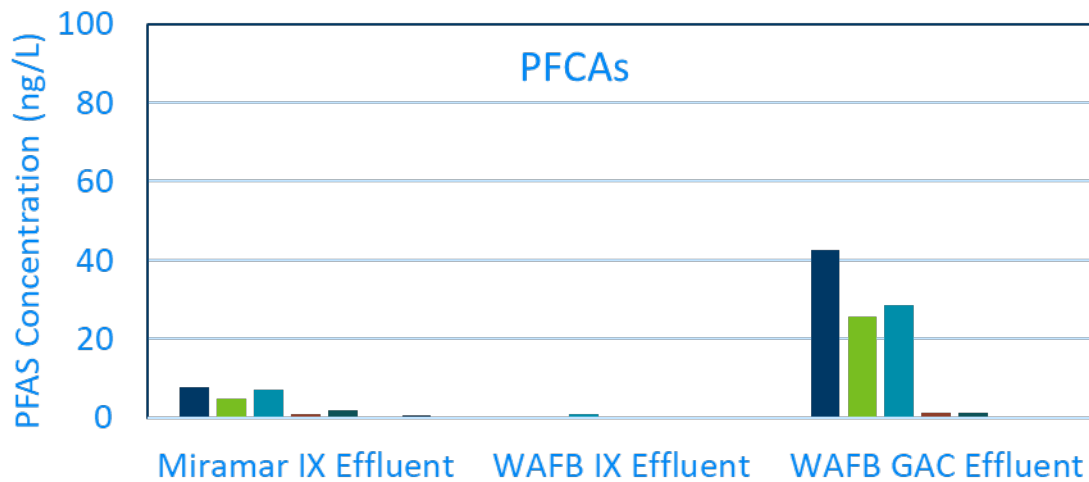 PFCAs
PFAS Concentration (ng/L)
100
80
60
40
20
0
Miramar IX Effluent
WAFB IX Effluent
WAFB GAC Effluent